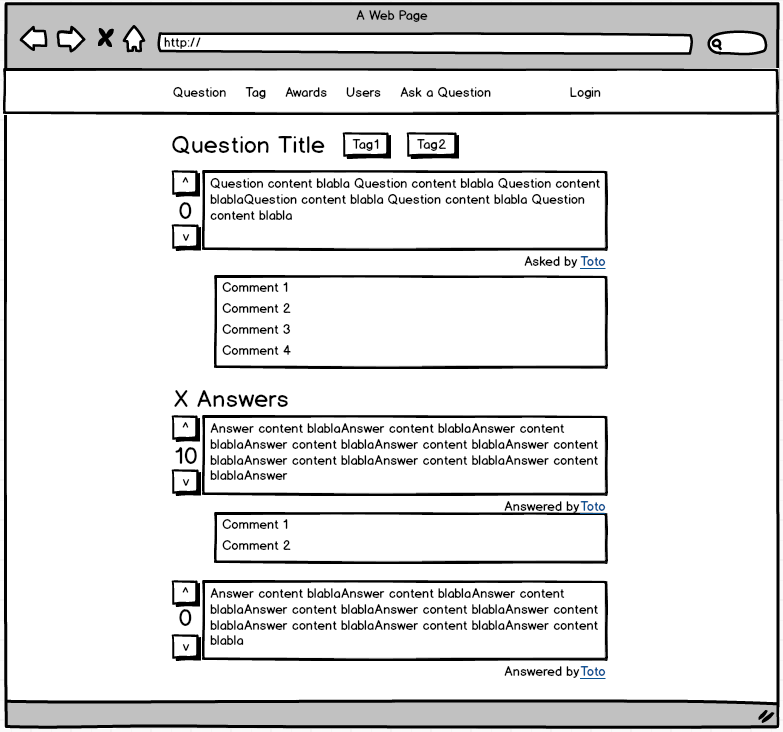 A Web Page
http://
Question Tag Awards Users Ask a Question Login
Question Title Tag1 Tag2
^
Question content blabla Question content blabla Question content
blablaQuestion content blabla Question content blabla Question
content blabla
0
v
Asked by Toto
Comment 1
Comment 2
Comment 3
Comment 4
X Answers
^
Answer content blablaAnswer content blablaAnswer content
blablaAnswer content blablaAnswer content blablaAnswer content
blablaAnswer content blablaAnswer content blablaAnswer content
blablaAnswer
10
v
Answered by Toto
Comment 1
Comment 2
^
Answer content blablaAnswer content blablaAnswer content
blablaAnswer content blablaAnswer content blablaAnswer content
blablaAnswer content blablaAnswer content blablaAnswer content
blabla
0
v
Answered by Toto